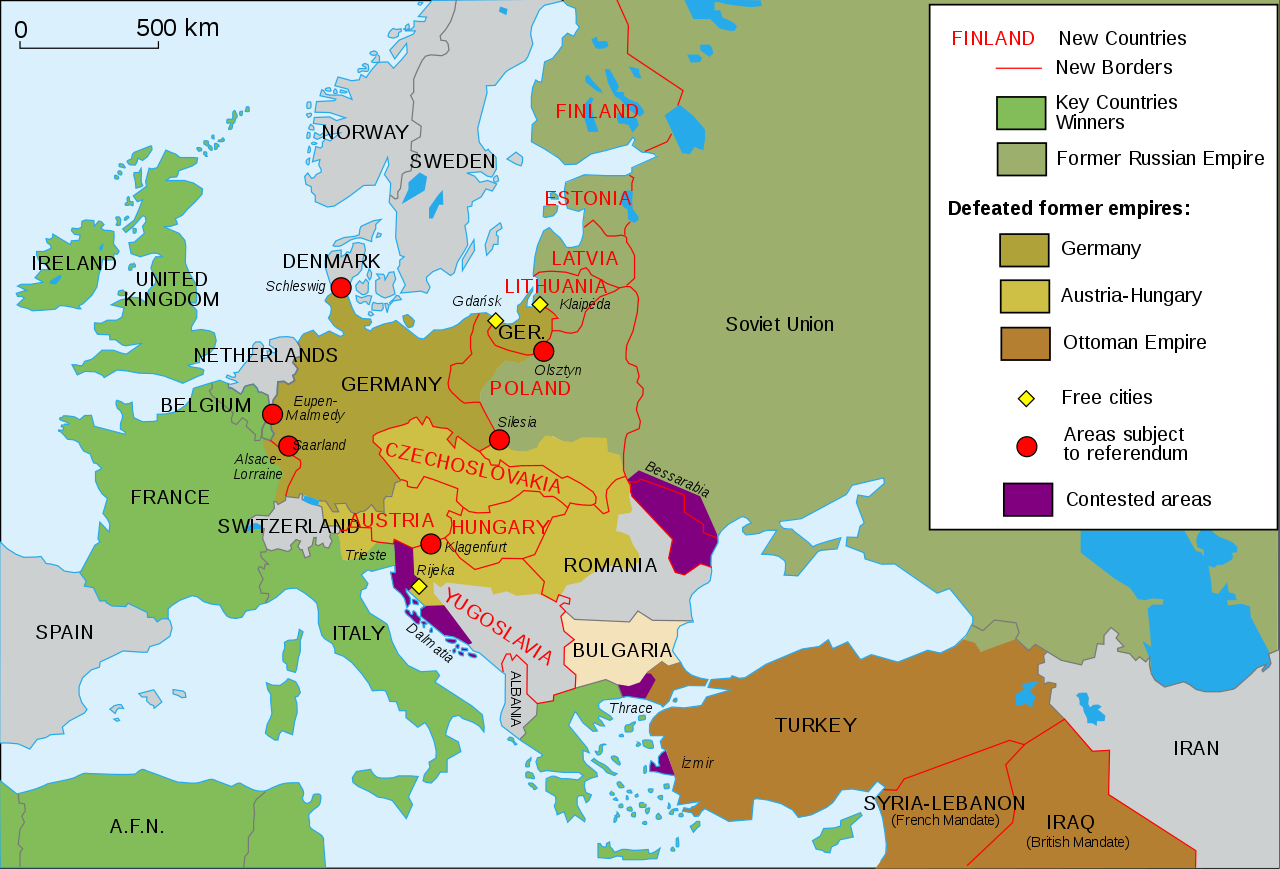 0 500 km
FINLAND New Countries
New Borders
Key Countries
Winners
Former Russian Empire
Defeated former empires:
Germany
Austria-Hungary
Ottoman Empire
Free cities
Areas subject
to referendum
Contested areas
NORWAY
SWEDEN
FINLAND
ESTONIA
LATVIA
LITHUANIA
Klaipėda
Gdańsk
GER.
Olsztyn
POLAND
Soviet Union
IRELAND
UNITED
KINGDOM
DENMARK
Schleswig
NETHERLANDS
GERMANY
BELGIUM
Eupen-
Malmedy
Saarland
Alsace-
Lorraine
Silesia
CZECHOSLOVAKIA
Bessarabia
FRANCE
SWITZERLAND
AUSTRIA
HUNGARY
Klagenfurt
Trieste
Rijeka
ROMANIA
YUGOSLAVIA
Dalmatia
SPAIN
ITALY
BULGARIA
ALBANIA
Thrace
İzmir
TURKEY
IRAN
SYRIA-LEBANON
(French Mandate)
IRAQ
(British Mandate)
A.F.N.